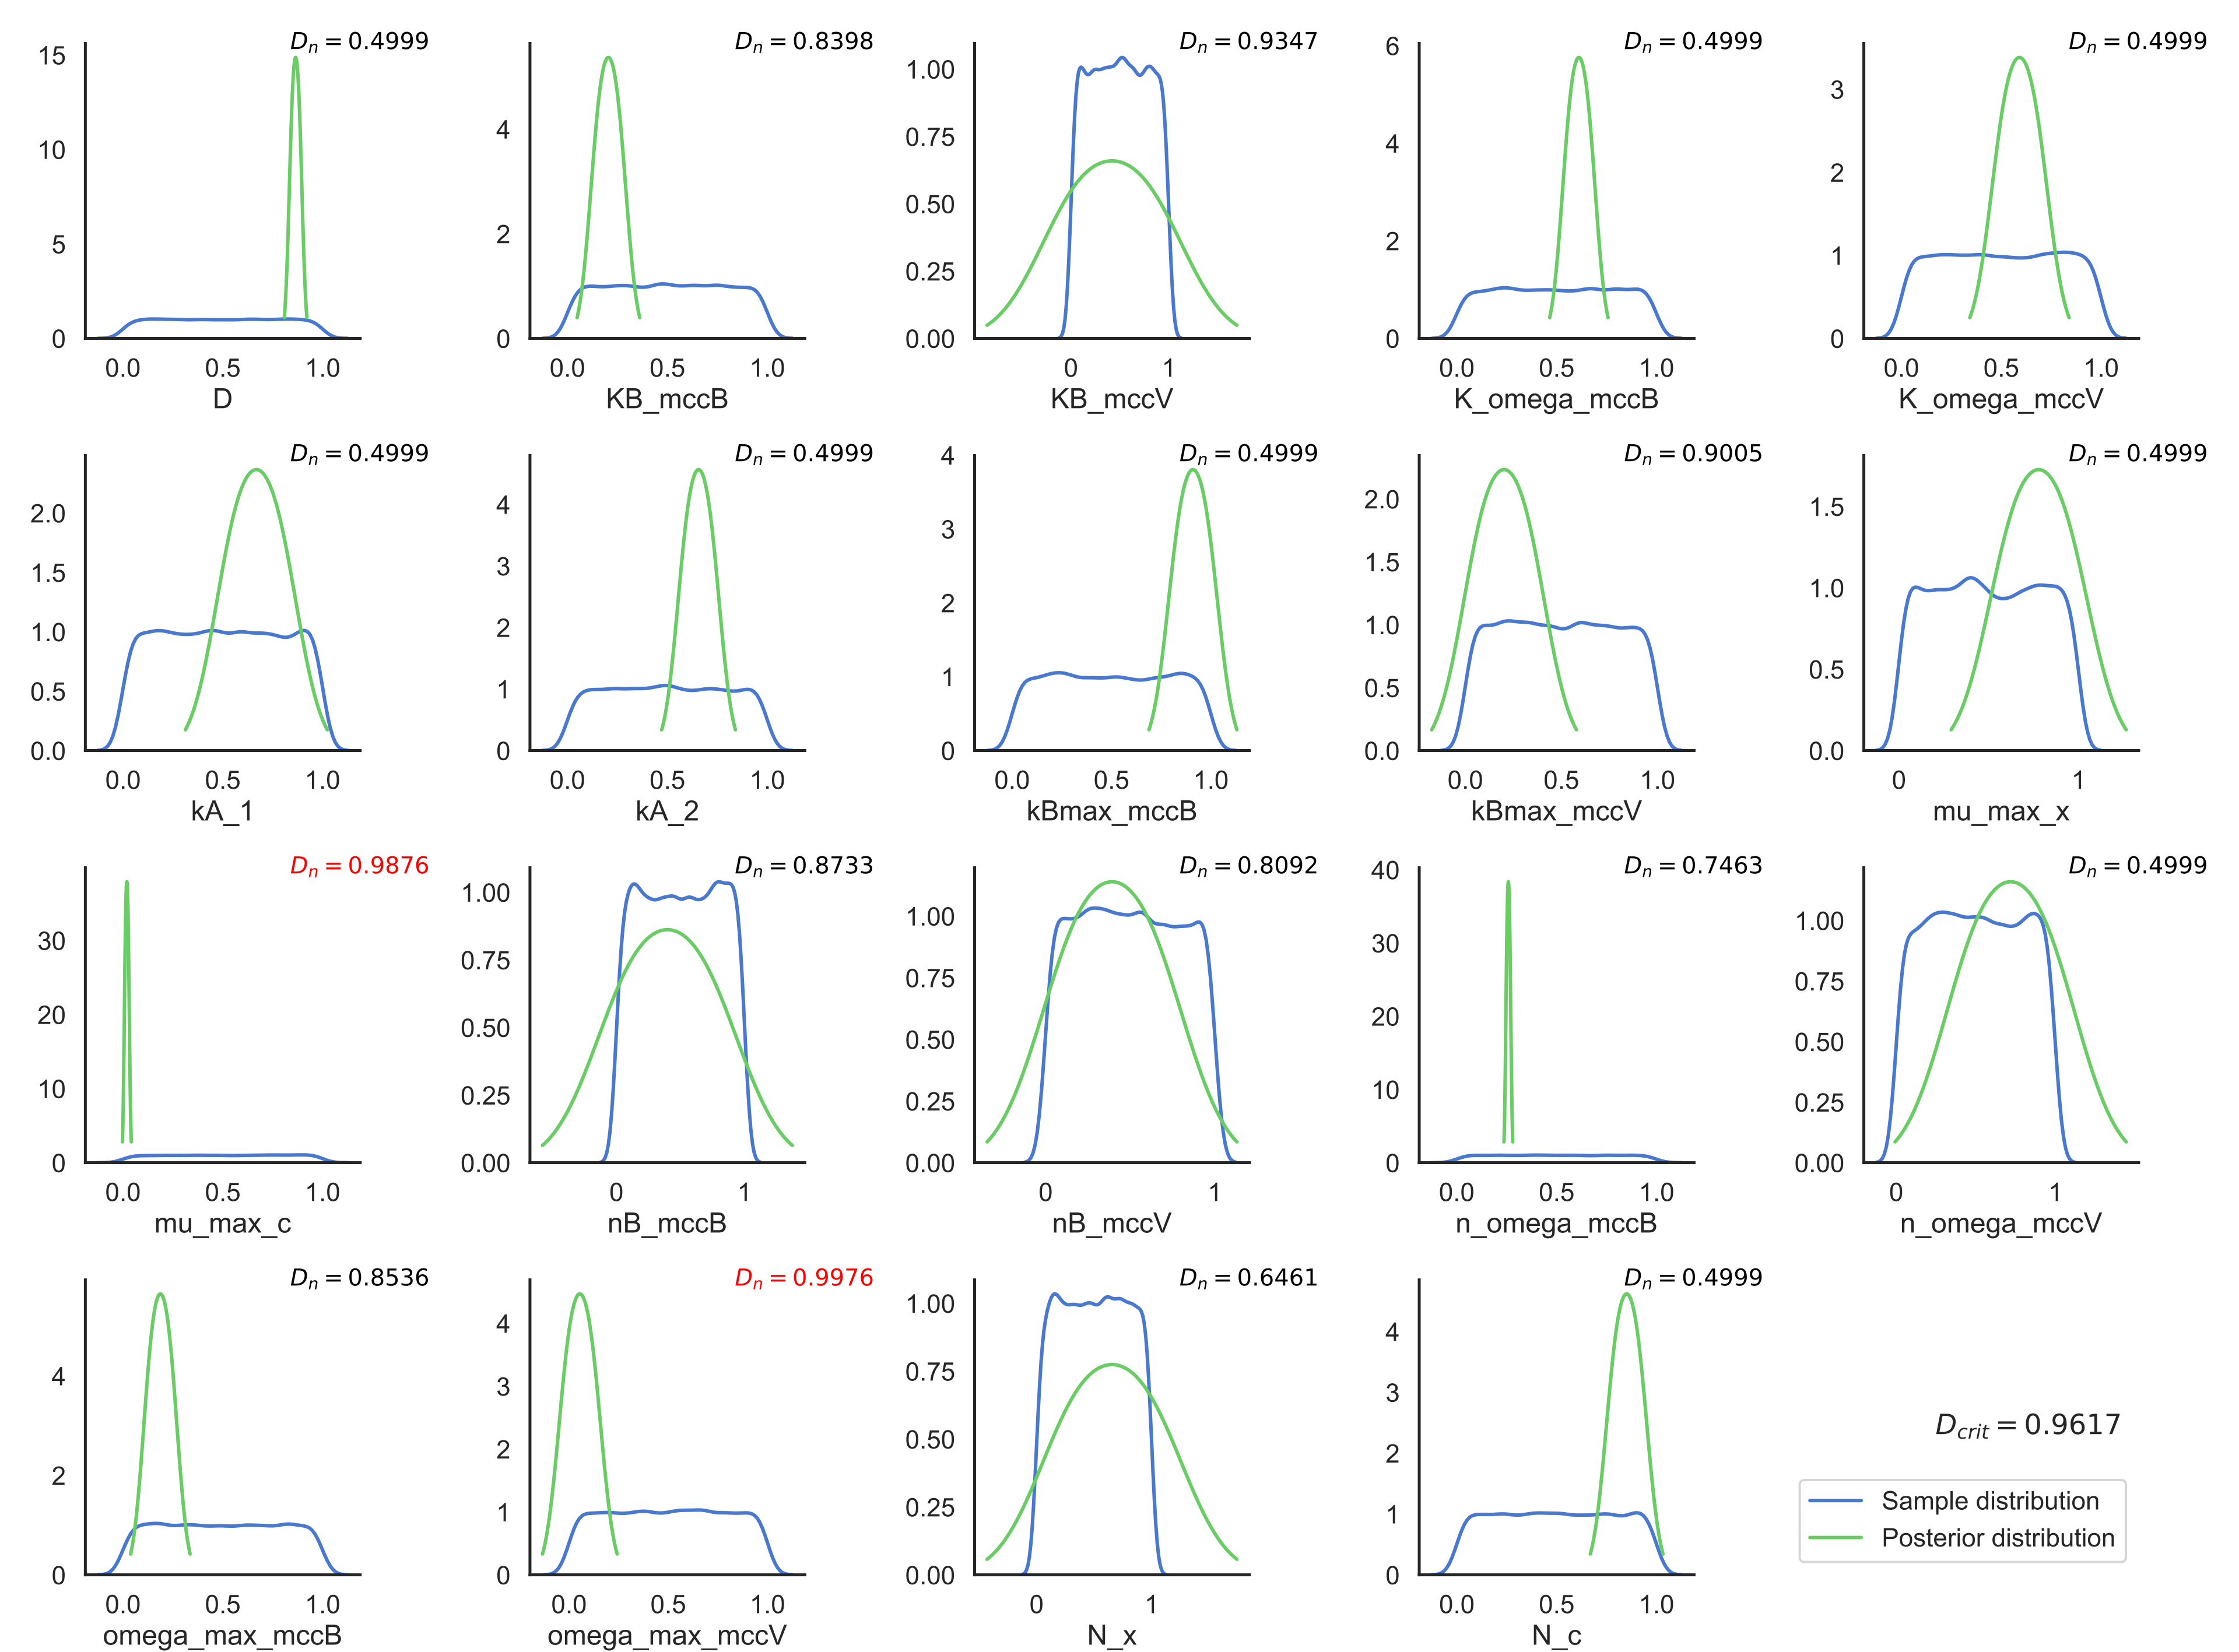 D_n = 0.4999
15
10
5
0
0.0 0.5 1.0
D
D_n = 0.8398
4
2
0
0.0 0.5 1.0
KB_mccB
D_n = 0.9347
1.00
0.75
0.50
0.25
0.00
0 1
KB_mccV
D_n = 0.4999
6
4
2
0
0.0 0.5 1.0
K_omega_mccB
D_n = 0.4999
3
2
1
0
0.0 0.5 1.0
K_omega_mccV
D_n = 0.4999
2.0
1.5
1.0
0.5
0.0
0.0 0.5 1.0
kA_1
D_n = 0.4999
4
3
2
1
0
0.0 0.5 1.0
kA_2
D_n = 0.4999
4
3
2
1
0
0.0 0.5 1.0
kBmax_mccB
D_n = 0.9005
2.0
1.5
1.0
0.5
0.0
0.0 0.5 1.0
kBmax_mccV
D_n = 0.4999
1.5
1.0
0.5
0.0
0 1
mu_max_x
D_n = 0.9876
30
20
10
0
0.0 0.5 1.0
mu_max_c
D_n = 0.8733
1.00
0.75
0.50
0.25
0.00
0 1
nB_mccB
D_n = 0.8092
1.00
0.75
0.50
0.25
0.00
0 1
nB_mccV
D_n = 0.7463
40
30
20
10
0
0.0 0.5 1.0
n_omega_mccB
D_n = 0.4999
1.00
0.75
0.50
0.25
0.00
0 1
n_omega_mccV
D_n = 0.8536
4
2
0
0.0 0.5 1.0
omega_max_mccB
D_n = 0.9976
4
3
2
1
0
0.0 0.5 1.0
omega_max_mccV
D_n = 0.6461
1.00
0.75
0.50
0.25
0.00
0 1
N_x
D_n = 0.4999
4
3
2
1
0
0.0 0.5 1.0
N_c
D_crit = 0.9617
Sample distribution
Posterior distribution